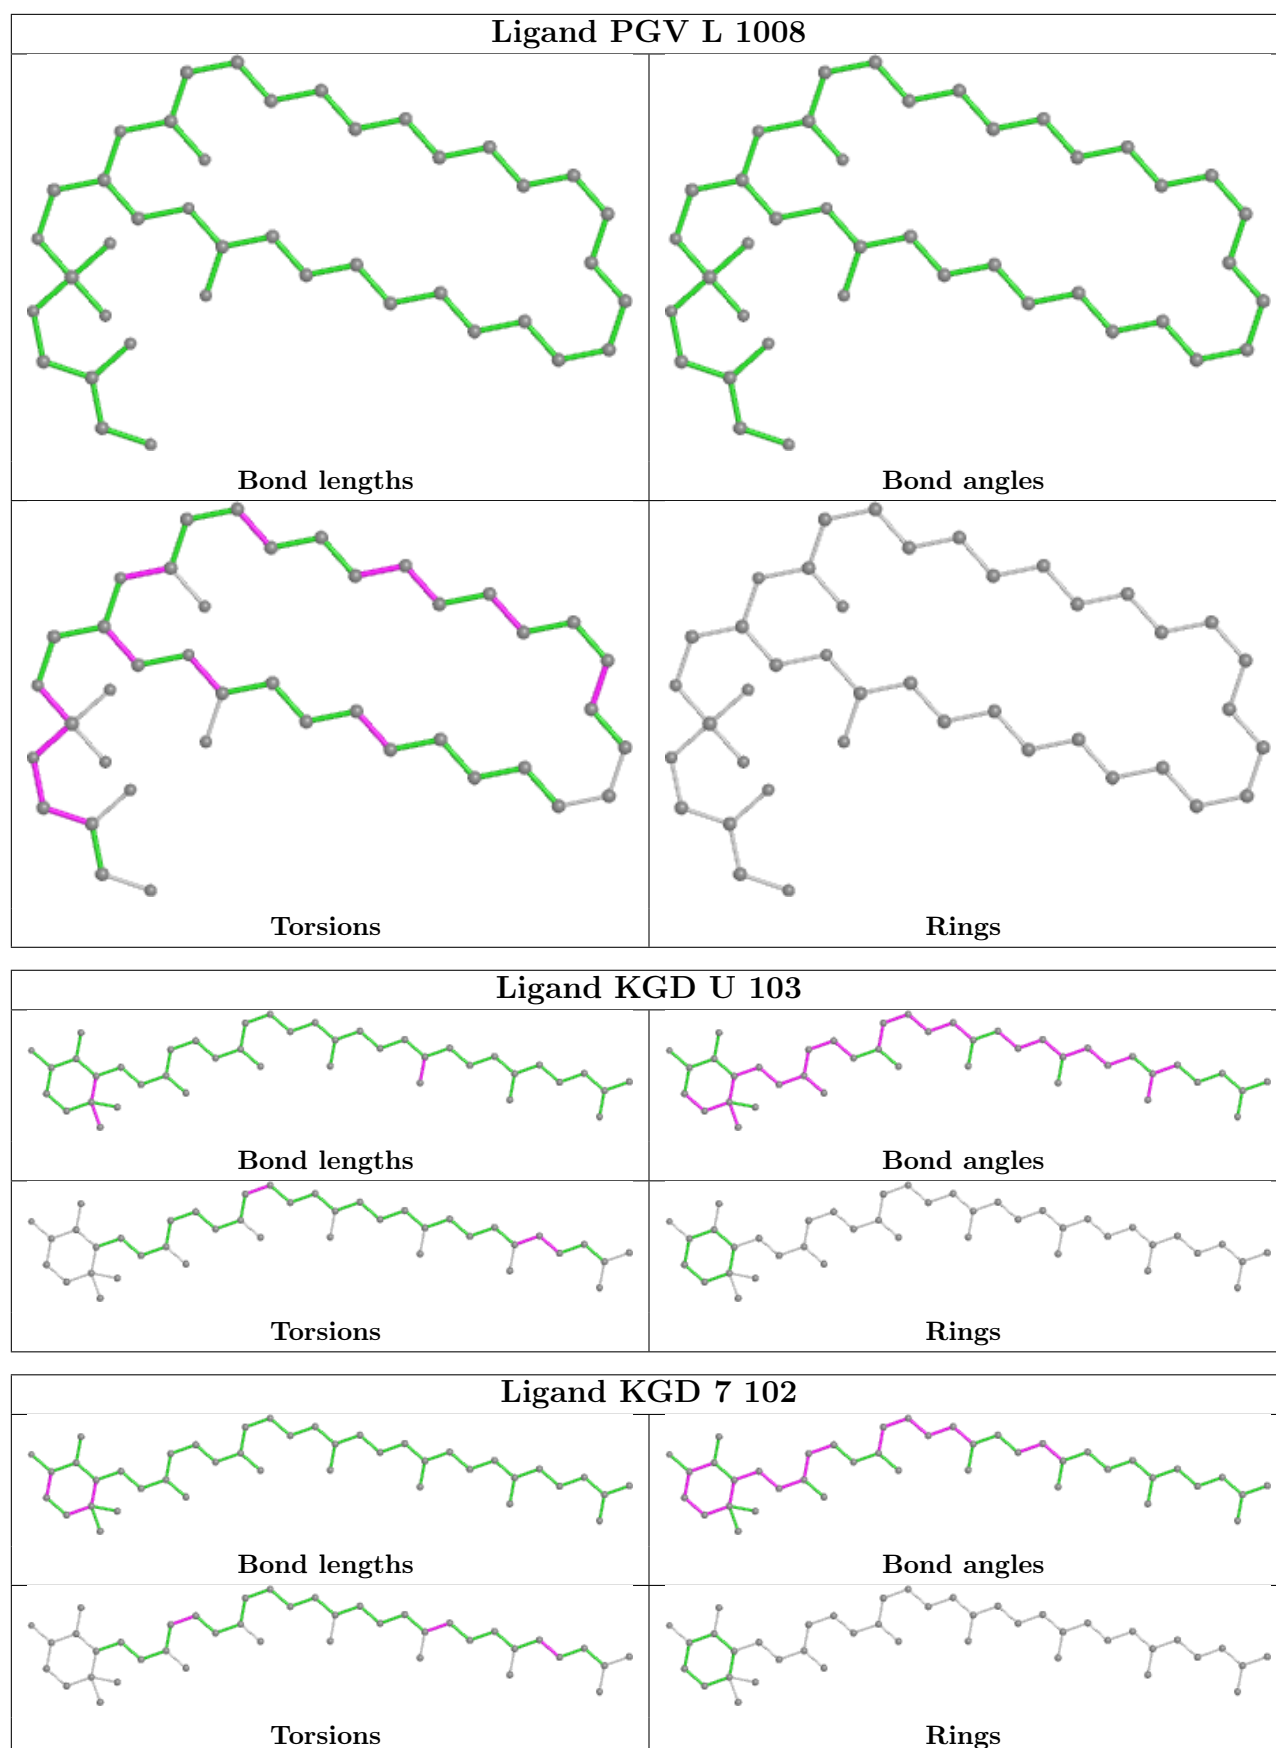 Ligand PGV L 1008
Bond lengths
Bond angles
Torsions
Rings
Ligand KGD U 103
Bond lengths
Bond angles
Torsions
Rings
Ligand KGD 7 102
Bond lengths
Bond angles
Torsions
Rings